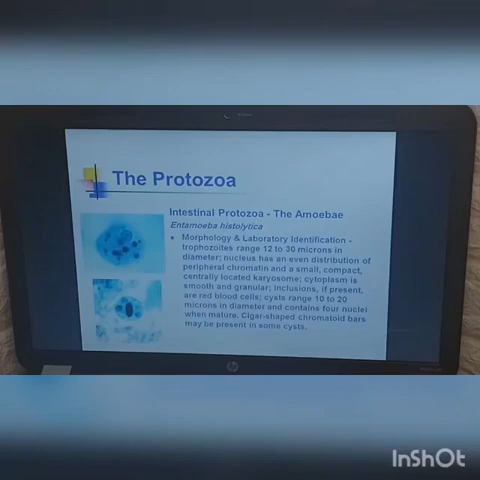 The Protozoa
Intestinal Protozoa - The Amoebae
Entamoeba histolytica
Morphology & Laboratory Identification -
trophozoites range 12 to 30 microns in
diameter; nucleus has an even distribution of
peripheral chromatin and a small, compact,
centrally located karyosome; cytoplasm is
smooth and granular; inclusions, if present,
are red blood cells; cysts range 10 to 20
microns in diameter and contains four nuclei
when mature. Cigar-shaped chromatoid bars
may be present in some cysts.
hp
InShOt